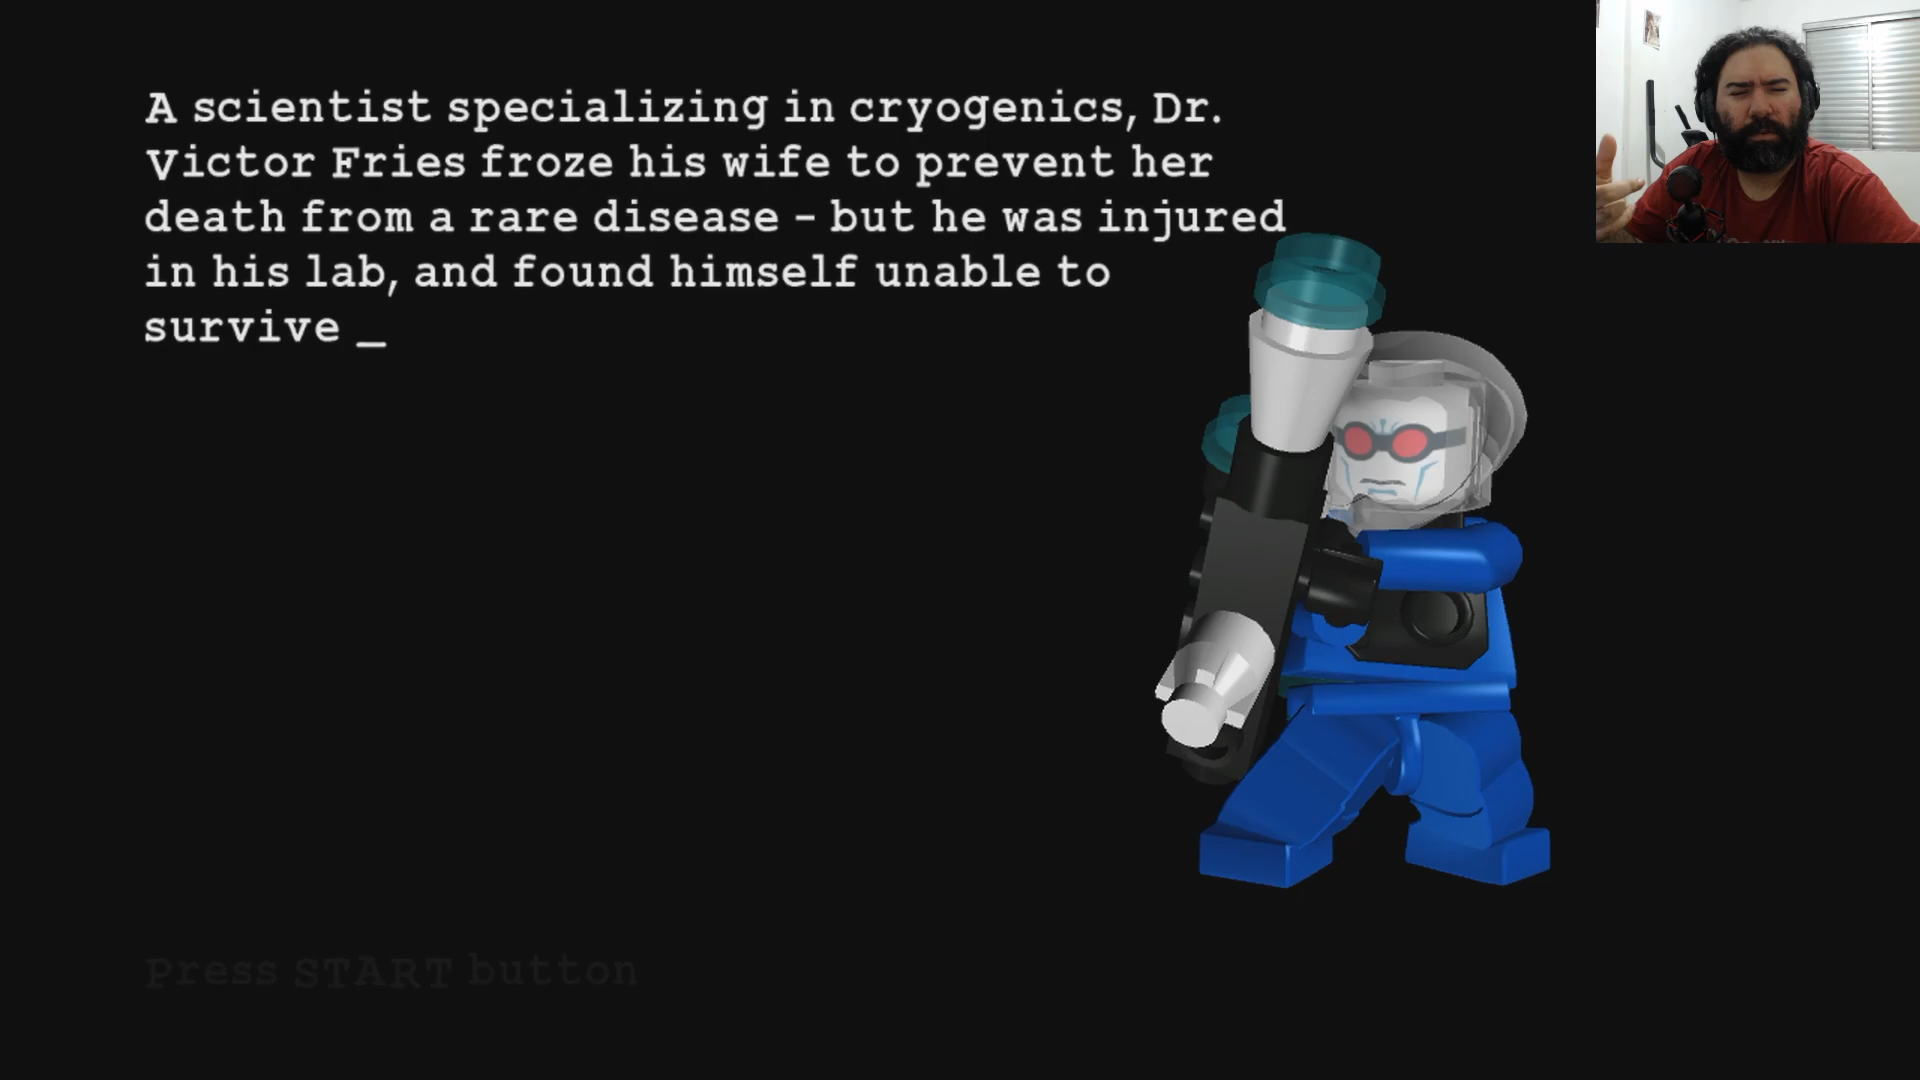 A scientist specializing in cryogenics, Dr.
Victor Fries froze his wife to prevent her
death from a rare disease - but he was injured
in his lab, and found himself unable to
survive _
Press START button